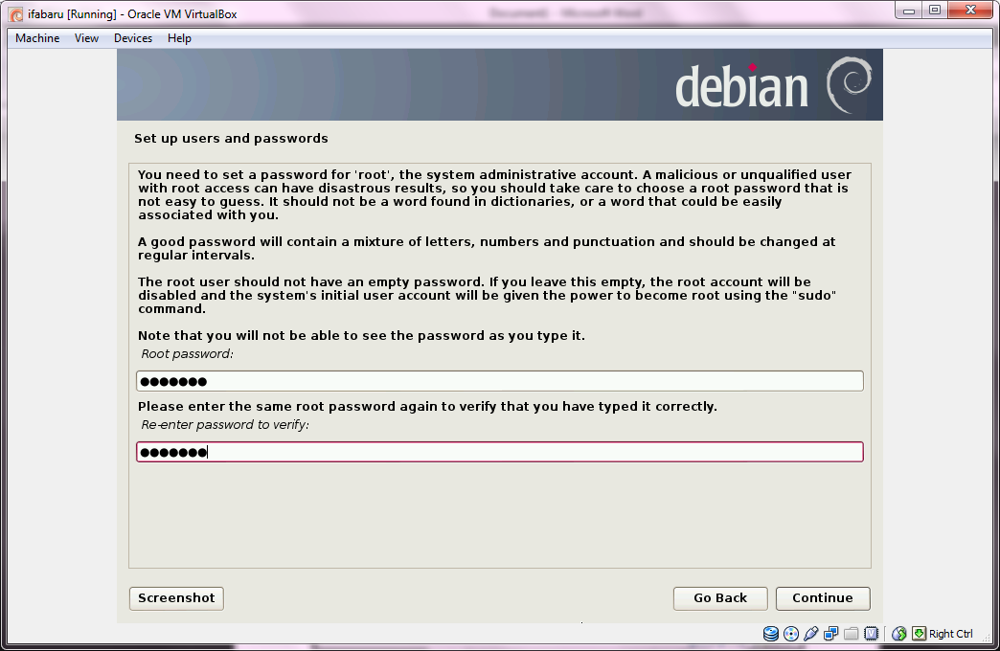 ifabaru [Running] - Oracle VM VirtualBox
Machine View Devices Help
debian
Set up users and passwords
You need to set a password for 'root', the system administrative account. A malicious or unqualified user
with root access can have disastrous results, so you should take care to choose a root password that is
not easy to guess. It should not be a word found in dictionaries, or a word that could be easily
associated with you.
A good password will contain a mixture of letters, numbers and punctuation and should be changed at
regular intervals.
The root user should not have an empty password. If you leave this empty, the root account will be
disabled and the system's initial user account will be given the power to become root using the "sudo"
command.
Note that you will not be able to see the password as you type it.
Root password:
●●●●●●●
Please enter the same root password again to verify that you have typed it correctly.
Re-enter password to verify:
●●●●●●●
Screenshot Go Back Continue
Right Ctrl